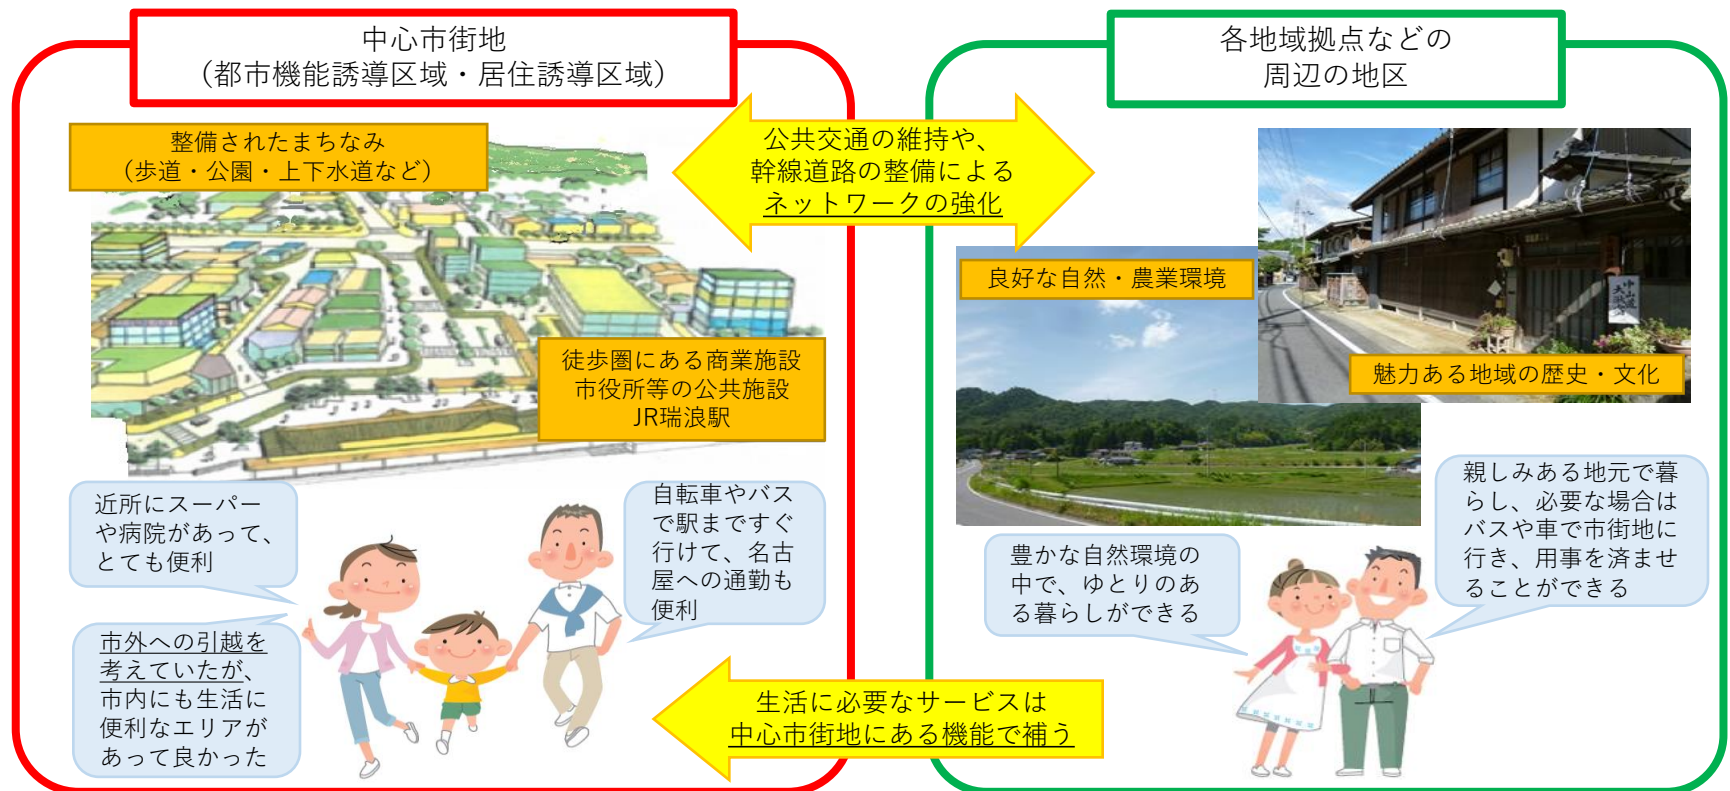 中心市街地
（都市機能誘導区域・居住誘導区域）
整備されたまちなみ
（歩道・公園・上下水道など）
徒歩圏にある商業施設
市役所等の公共施設
JR瑞浪駅
近所にスーパー
や病院があって、
とても便利
自転車やバス
で駅まですぐ
行けて、名古
屋への通勤も
便利
市外への引越を
考えていたが、
市内にも生活に
便利なエリアが
あって良かった
公共交通の維持や、
幹線道路の整備による
ネットワークの強化
生活に必要なサービスは
中心市街地にある機能で補う
各地域拠点などの
周辺の地区
良好な自然・農業環境
中山道
大湫宿
魅力ある地域の歴史・文化
豊かな自然環境の
中で、ゆとりのあ
る暮らしができる
親しみある地元で暮
らし、必要な場合は
バスや車で市街地に
行き、用事を済ませ
ることができる